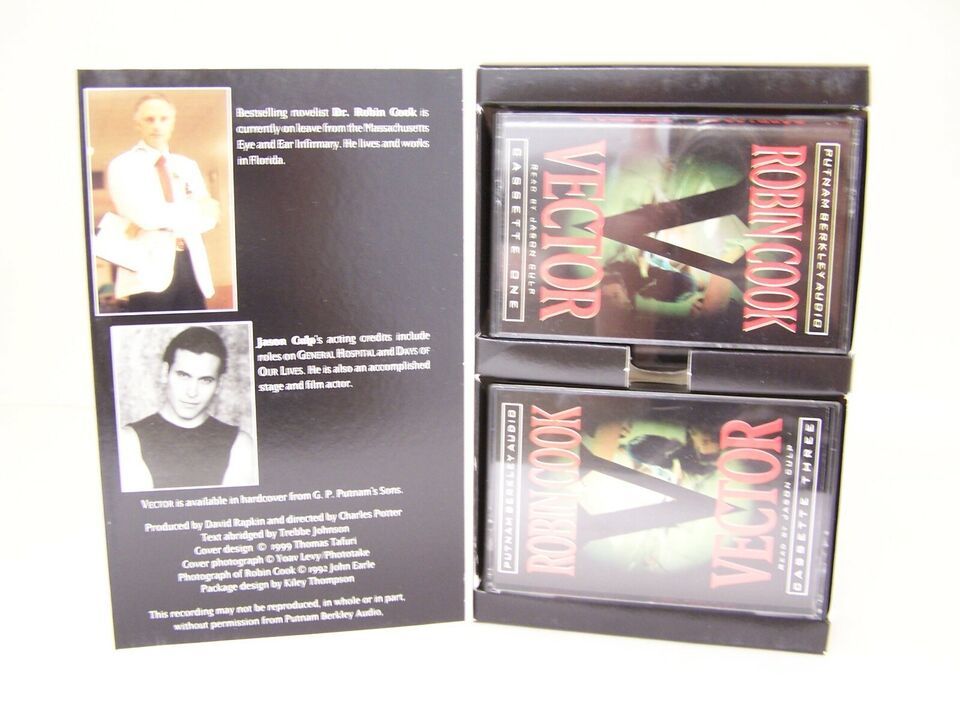 Bestselling novelist Dr. Robin Cook is
currently on leave from the Massachusetts
Eye and Ear Infirmary. He lives and works
in Florida.
Jason Culp's acting credits include
roles on GENERAL HOSPITAL and DAYS OF
OUR LIVES. He is also an accomplished
stage and film actor.
VECTOR is available in hardcover from G. P. Putnam's Sons.
Produced by David Rapkin and directed by Charles Potter
Text abridged by Trebbe Johnson
Cover design © 1999 Thomas Tafuri
Cover photograph © Yoav Levy/Phototake
Photograph of Robin Cook © 1992 John Earle
Package design by Kiley Thompson
This recording may not be reproduced, in whole or in part,
without permission from Putnam Berkley Audio.
PUTNAM BERKLEY AUDIO
ROBIN COOK
V
VECTOR
READ BY JASON CULP
CASSETTE ONE
PUTNAM BERKLEY AUDIO
ROBIN COOK
V
VECTOR
READ BY JASON CULP
CASSETTE THREE